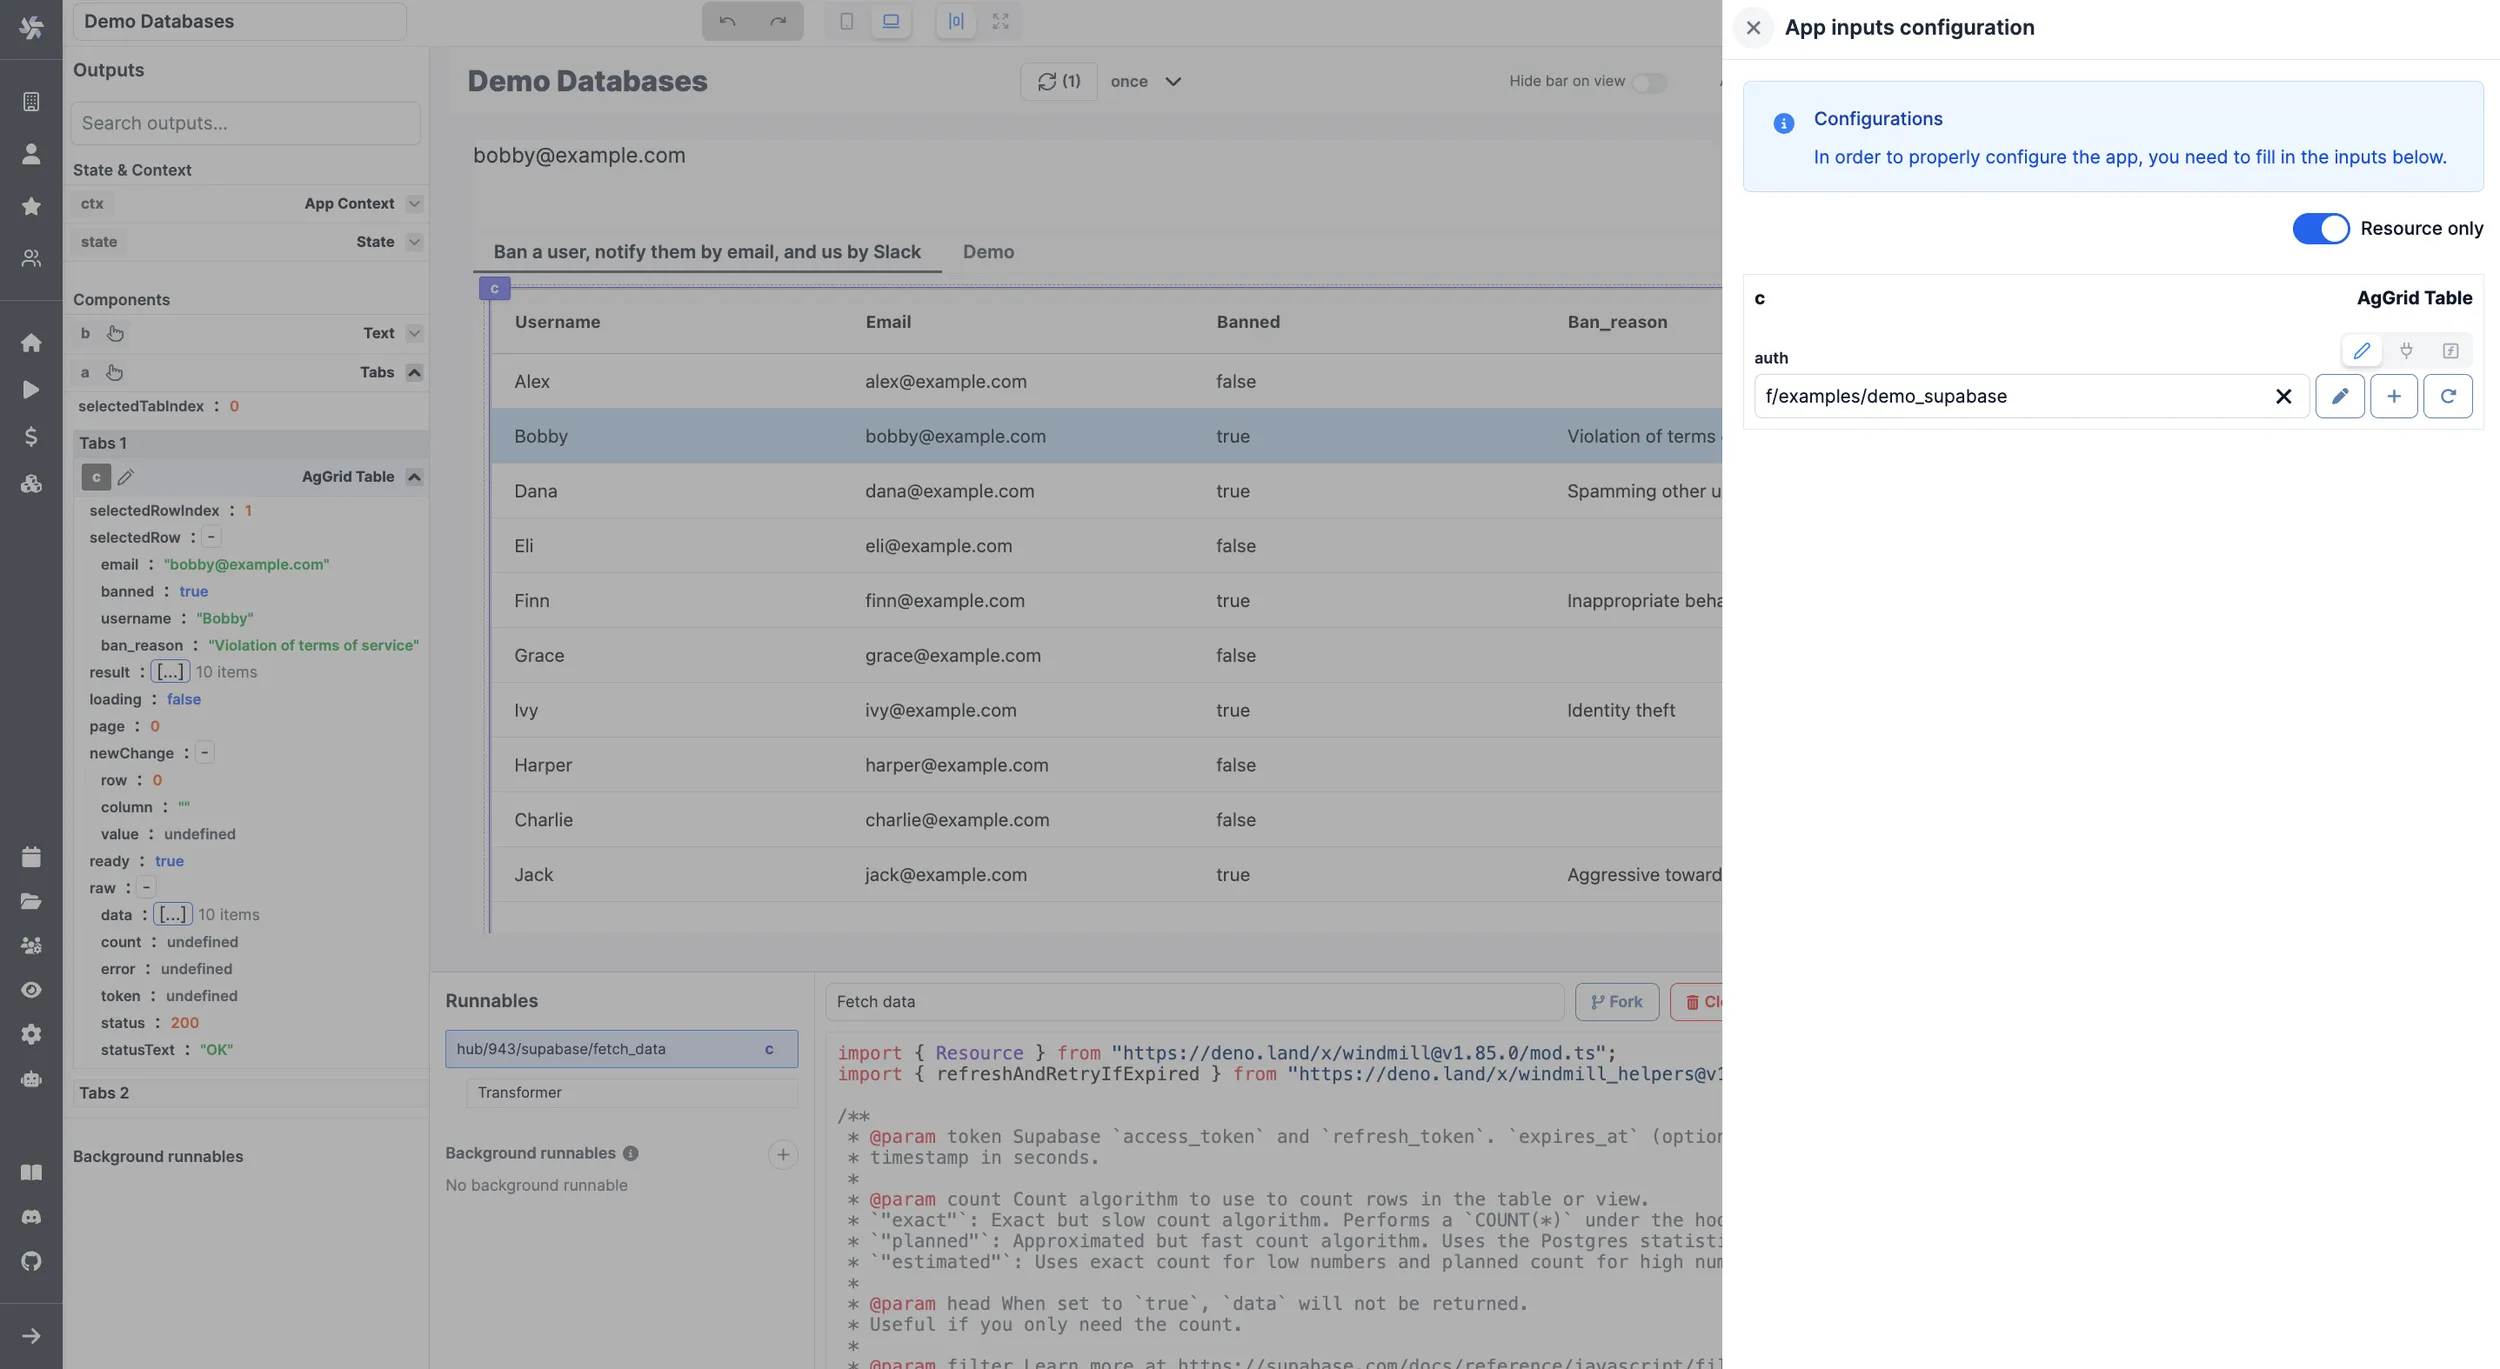 Demo Databases
Outputs
Search outputs...
State & Context
ctx
App Context
state
State
Components
b
Text
a
Tabs
selectedTabIndex : 0
Tabs 1
c
AgGrid Table
selectedRowIndex : 1
selectedRow : -
email : "bobby@example.com"
banned : true
username : "Bobby"
ban_reason : "Violation of terms of service"
result : [...] 10 items
loading : false
page : 0
newChange : -
row : 0
column : ""
value : undefined
ready : true
raw : -
data : [...] 10 items
count : undefined
error : undefined
token : undefined
status : 200
statusText : "OK"
Tabs 2
Background runnables
Demo Databases
(1)
once
Hide bar on view
bobby@example.com
Ban a user, notify them by email, and us by Slack
Demo
c
Username Email Banned Ban_reason
Alex alex@example.com false
Bobby bobby@example.com true Violation of terms
Dana dana@example.com true Spamming other u
Eli eli@example.com false
Finn finn@example.com true Inappropriate beha
Grace grace@example.com false
Ivy ivy@example.com true Identity theft
Harper harper@example.com false
Charlie charlie@example.com false
Jack jack@example.com true Aggressive toward
Runnables
hub/943/supabase/fetch_data c
Transformer
Background runnables
No background runnable
Fetch data
Fork
Cle
import { Resource } from "https://deno.land/x/windmill@v1.85.0/mod.ts";
import { refreshAndRetryIfExpired } from "https://deno.land/x/windmill_helpers@v1
/**
* @param token Supabase `access_token` and `refresh_token`. `expires_at` (option
* timestamp in seconds.
*
* @param count Count algorithm to use to count rows in the table or view.
* `"exact"`: Exact but slow count algorithm. Performs a `COUNT(*)` under the hoo
* `"planned"`: Approximated but fast count algorithm. Uses the Postgres statisti
* `"estimated"`: Uses exact count for low numbers and planned count for high num
*
* @param head When set to `true`, `data` will not be returned.
* Useful if you only need the count.
*
* @param filter Learn more at https://supabase.com/docs/reference/javascript/fil
App inputs configuration
Configurations
In order to properly configure the app, you need to fill in the inputs below.
Resource only
c
AgGrid Table
auth
f/examples/demo_supabase